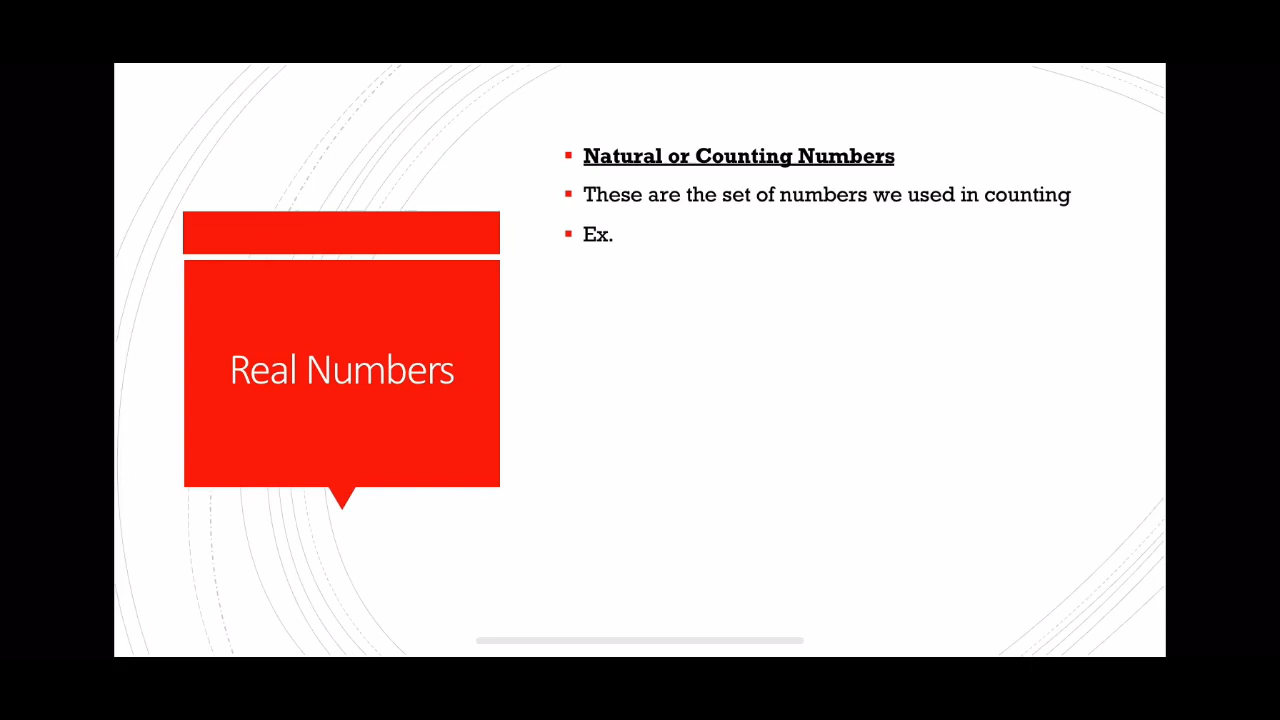 Real Numbers
Natural or Counting Numbers
These are the set of numbers we used in counting
Ex.